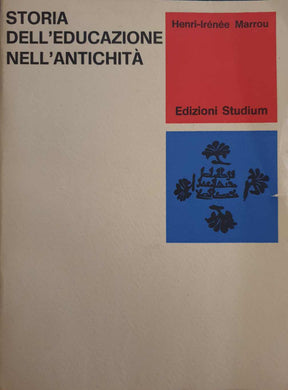 STORIA
DELL'EDUCAZIONE
NELL'ANTICHITÀ
Henri-Irénée Marrou
Edizioni Studium